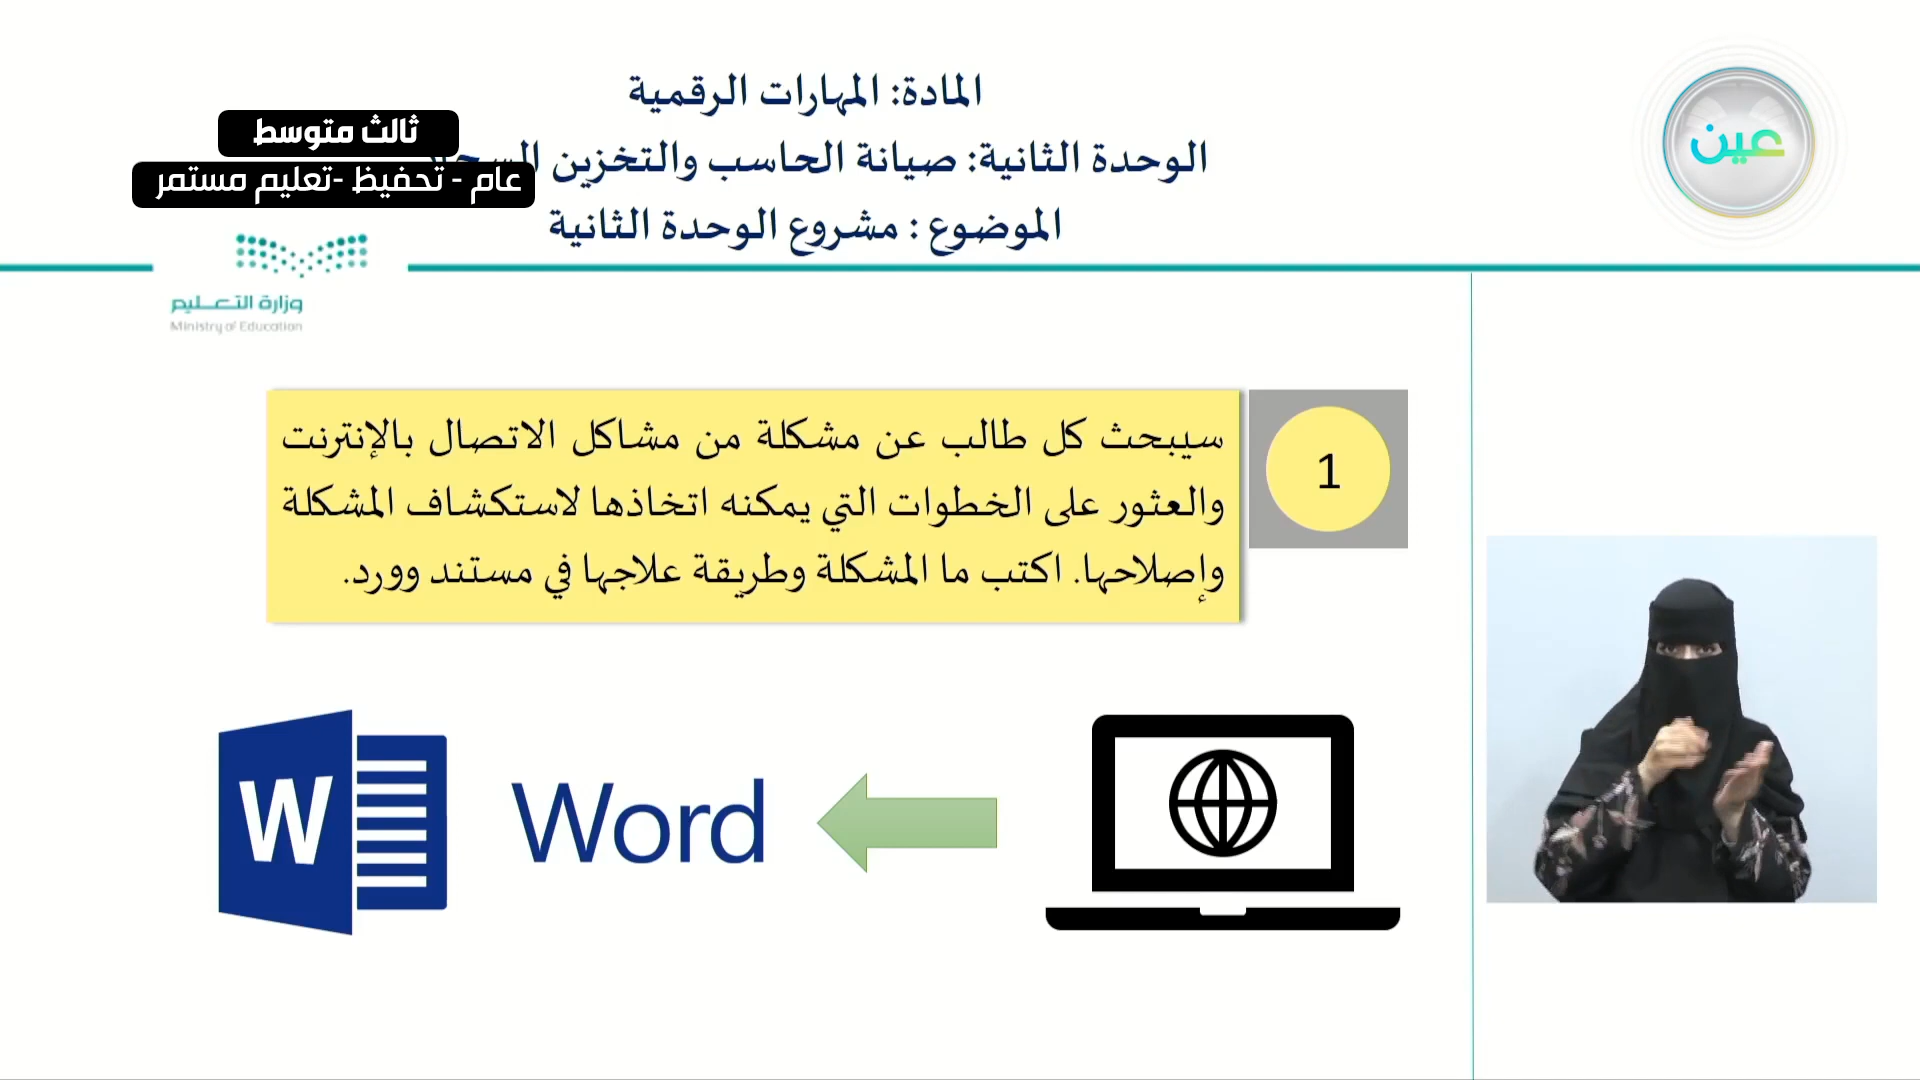 المادة: المهارات الرقمية
الوحدة الثانية: صيانة الحاسب والتخزين
الموضوع : مشروع الوحدة الثانية
ثالث متوسط
عام - تحفيظ -تعليم مستمر
عين
وزارة التعليم
Ministry of Education
1
سيبحث كل طالب عن مشكلة من مشاكل الاتصال بالإنترنت
والعثور على الخطوات التي يمكنه اتخاذها لاستكشاف المشكلة
وإصلاحها. اكتب ما المشكلة وطريقة علاجها في مستند وورد.
W
Word